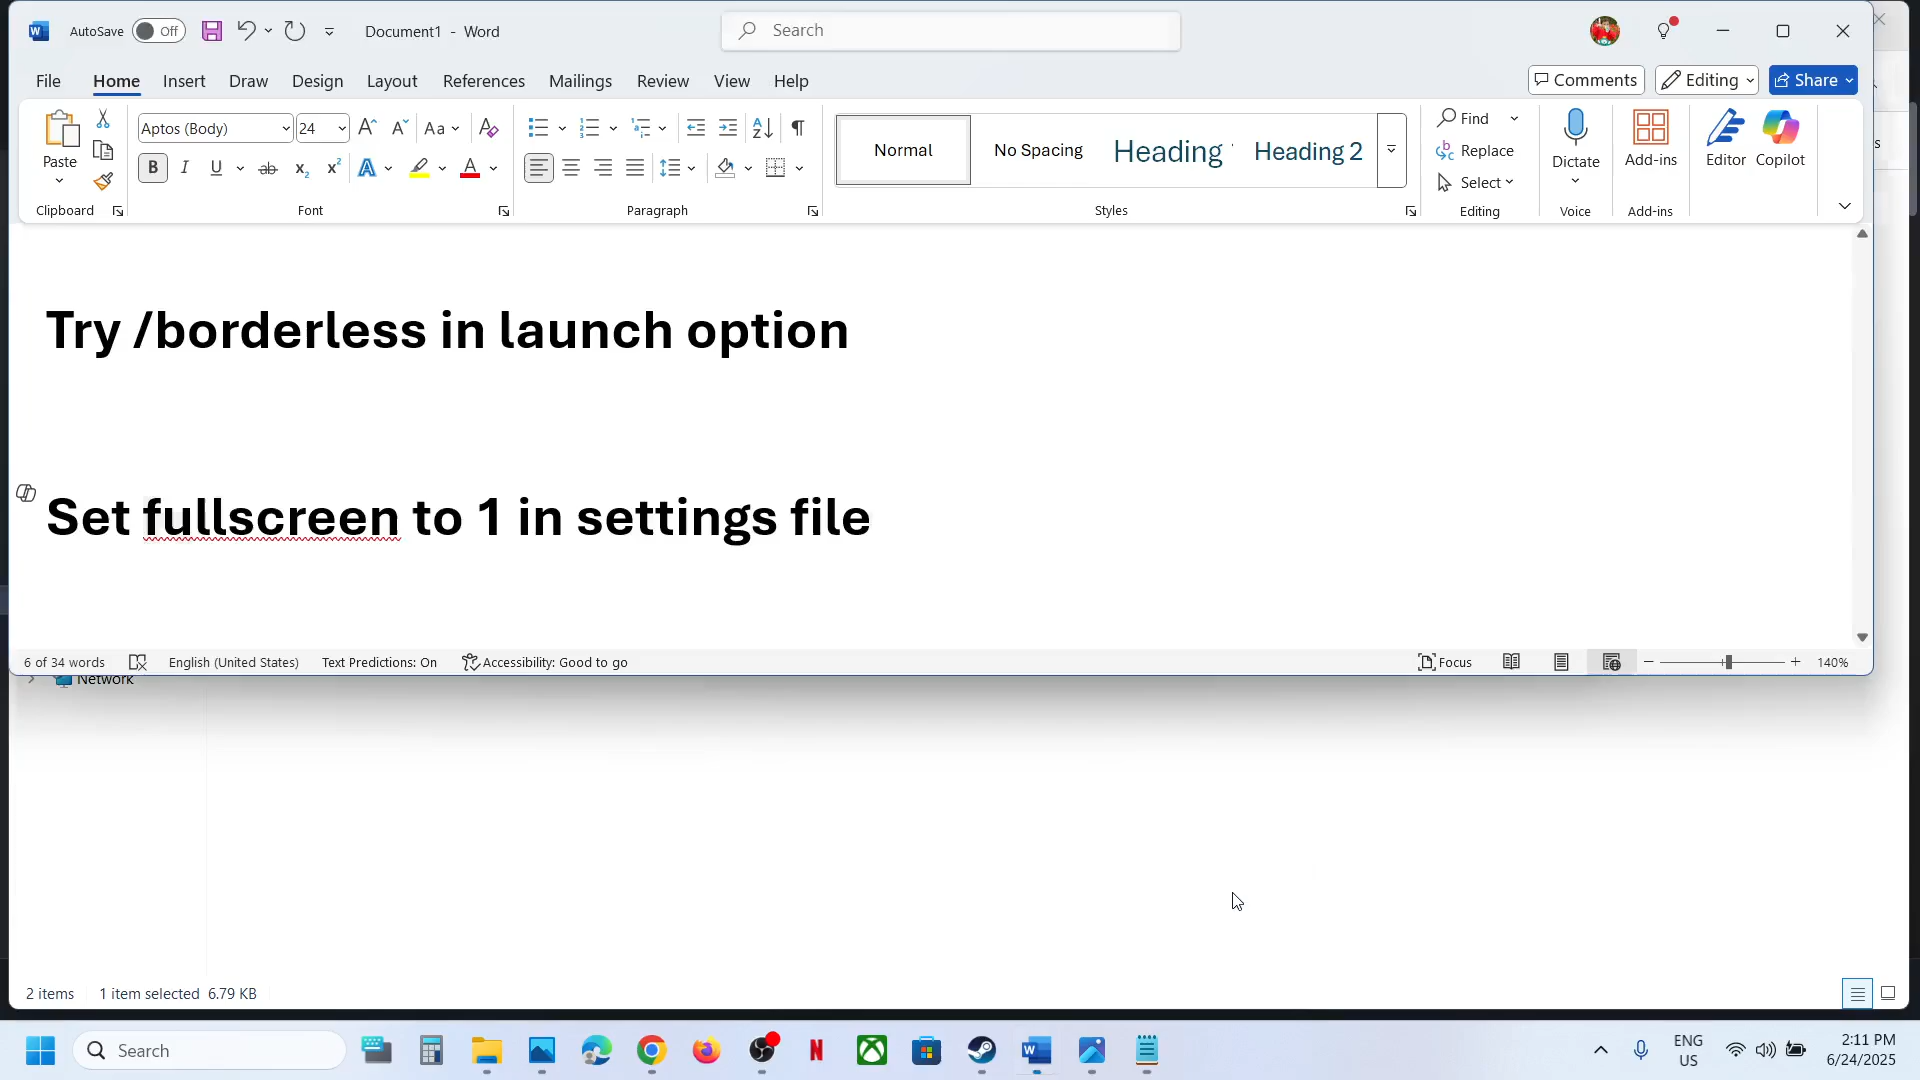 AutoSave Off Document1 - Word Search
File Home Insert Draw Design Layout References Mailings Review View Help Comments Editing Share
Paste Aptos (Body) 24 Aa Normal No Spacing Heading Heading 2 Find Replace Select Dictate Add-ins Editor Copilot
Clipboard Font Paragraph Styles Editing Voice Add-ins
Try /borderless in launch option
Set fullscreen to 1 in settings file
6 of 34 words English (United States) Text Predictions: On Accessibility: Good to go Focus 140%
Network
2 items 1 item selected 6.79 KB
Search ENG US 2:11 PM 6/24/2025